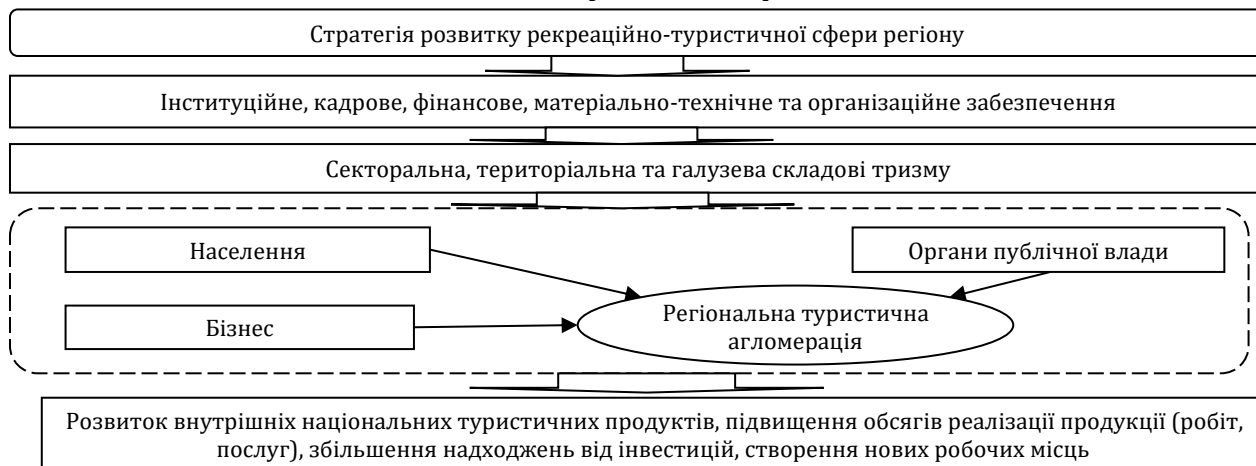 Стратегія розвитку рекреаційно-туристичної сфери регіону
Інституційне, кадрове, фінансове, матеріально-технічне та організаційне забезпечення
Секторальна, територіальна та галузева складові тризму
Населення
Органи публічної влади
Бізнес
Регіональна туристична
агломерація
Розвиток внутрішніх національних туристичних продуктів, підвищення обсягів реалізації продукції (робіт,
послуг), збільшення надходжень від інвестицій, створення нових робочих місць